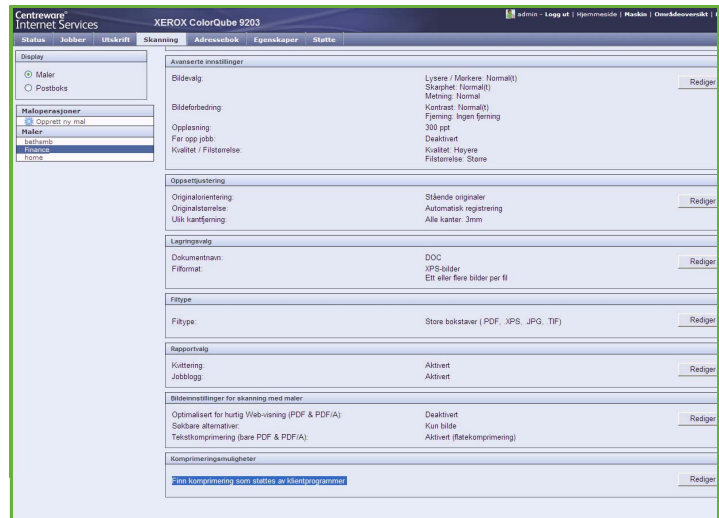 Centreware®
Internet Services
XEROX ColorQube 9203
admin - Logg ut | Hjemmeside | Maskin | Områdeoversikt |
Status Jobber Utskrift Skanning Adressebok Egenskaper Støtte
Display
Maler
Postboks
Maloperasjoner
Opprett ny mal
Maler
bethamb
Finance
home
Avanserte innstillinger
Bildevalg: Lysere / Mørkere: Normal(t)
Skarphet: Normal(t)
Metning: Normal
Rediger
Bildeforbedring: Kontrast: Normal(t)
Fjerning: Ingen fjerning
Oppløsning: 300 ppt
Før opp jobb: Deaktivert
Kvalitet / Filstørrelse: Kvalitet: Høyere
Filstørrelse: Større
Oppsettjustering
Originalorientering: Stående originaler
Originalstørrelse: Automatisk registrering
Rediger
Ulik kantfjerning: Alle kanter: 3mm
Lagringsvalg
Dokumentnavn: DOC
Rediger
Filformat: XPS-bilder
Ett eller flere bilder per fil
Filtype
Filtype: Store bokstaver (.PDF, .XPS, .JPG, .TIF)
Rediger
Rapportvalg
Kvittering: Aktivert
Rediger
Jobblogg: Aktivert
Bildeinnstillinger for skanning med maler
Optimalisert for hurtig Web-visning (PDF & PDF/A): Deaktivert
Rediger
Søkbare alternativer: Kun bilde
Tekstkomprimering (bare PDF & PDF/A): Aktivert (flatekomprimering)
Komprimeringsmuligheter
Finn komprimering som støttes av klientprogrammer
Rediger